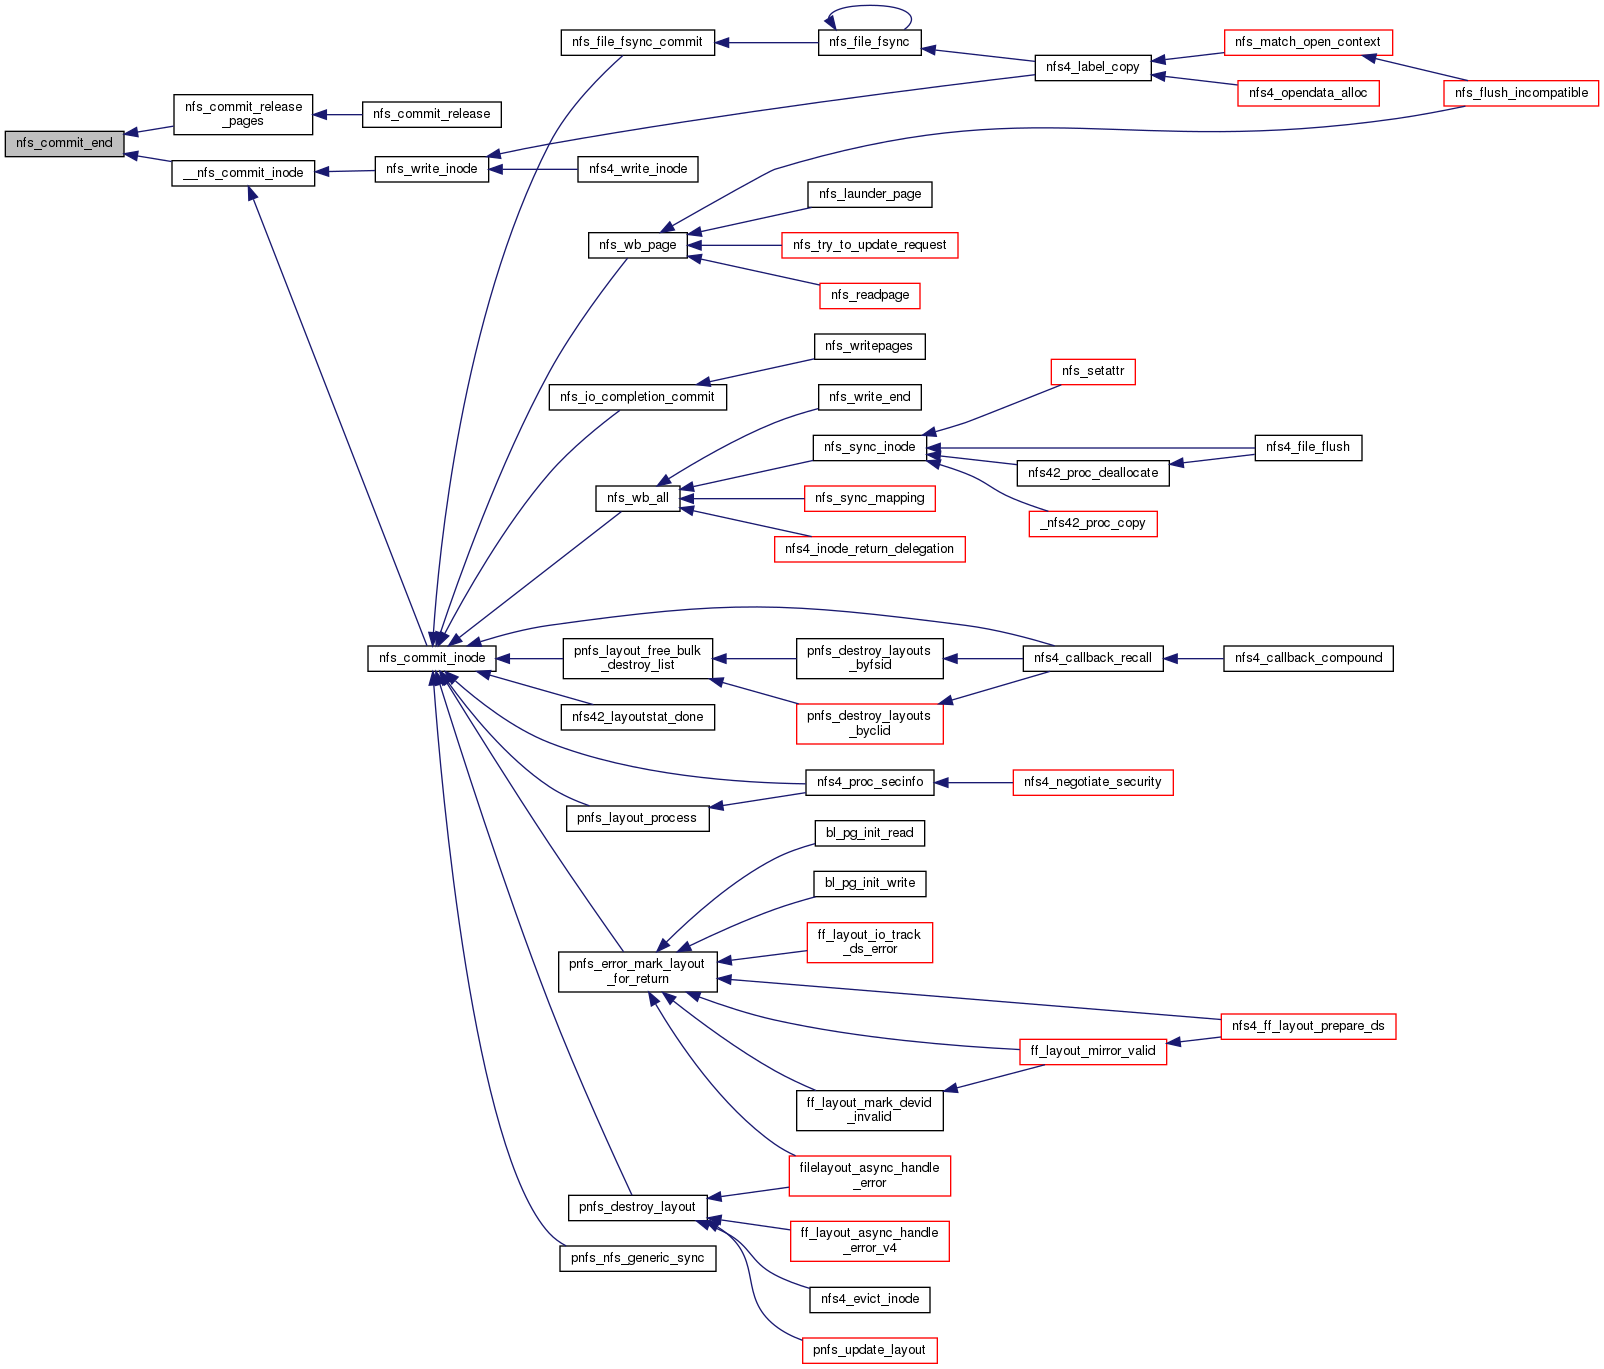 nfs_file_fsync_commit
nfs_file_fsync
nfs_match_open_context
nfs4_label_copy
nfs4_opendata_alloc
nfs_flush_incompatible
nfs_commit_release
_pages
nfs_commit_release
nfs_commit_end
__nfs_commit_inode
nfs_write_inode
nfs4_write_inode
nfs_launder_page
nfs_wb_page
nfs_try_to_update_request
nfs_readpage
nfs_writepages
nfs_setattr
nfs_io_completion_commit
nfs_write_end
nfs_sync_inode
nfs4_file_flush
nfs42_proc_deallocate
nfs_wb_all
nfs_sync_mapping
_nfs42_proc_copy
nfs4_inode_return_delegation
nfs_commit_inode
pnfs_layout_free_bulk
_destroy_list
pnfs_destroy_layouts
_byfsid
nfs4_callback_recall
nfs4_callback_compound
nfs42_layoutstat_done
pnfs_destroy_layouts
_byclid
nfs4_proc_secinfo
nfs4_negotiate_security
pnfs_layout_process
bl_pg_init_read
bl_pg_init_write
ff_layout_io_track
_ds_error
pnfs_error_mark_layout
_for_return
nfs4_ff_layout_prepare_ds
ff_layout_mirror_valid
ff_layout_mark_devid
_invalid
filelayout_async_handle
_error
pnfs_destroy_layout
ff_layout_async_handle
_error_v4
pnfs_nfs_generic_sync
nfs4_evict_inode
pnfs_update_layout